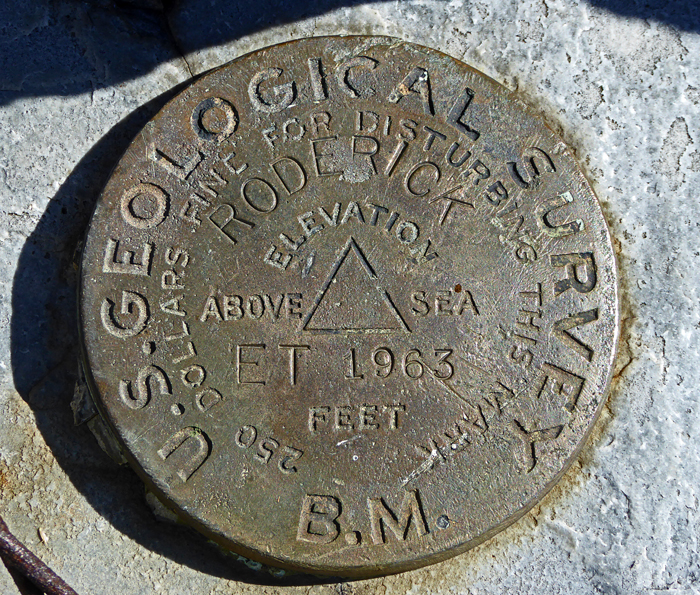 U.S. GEOLOGICAL SURVEY
250 DOLLARS FINE FOR DISTURBING THIS MARK
RODERICK
ELEVATION
ABOVE SEA
ET 1963
FEET
B.M.